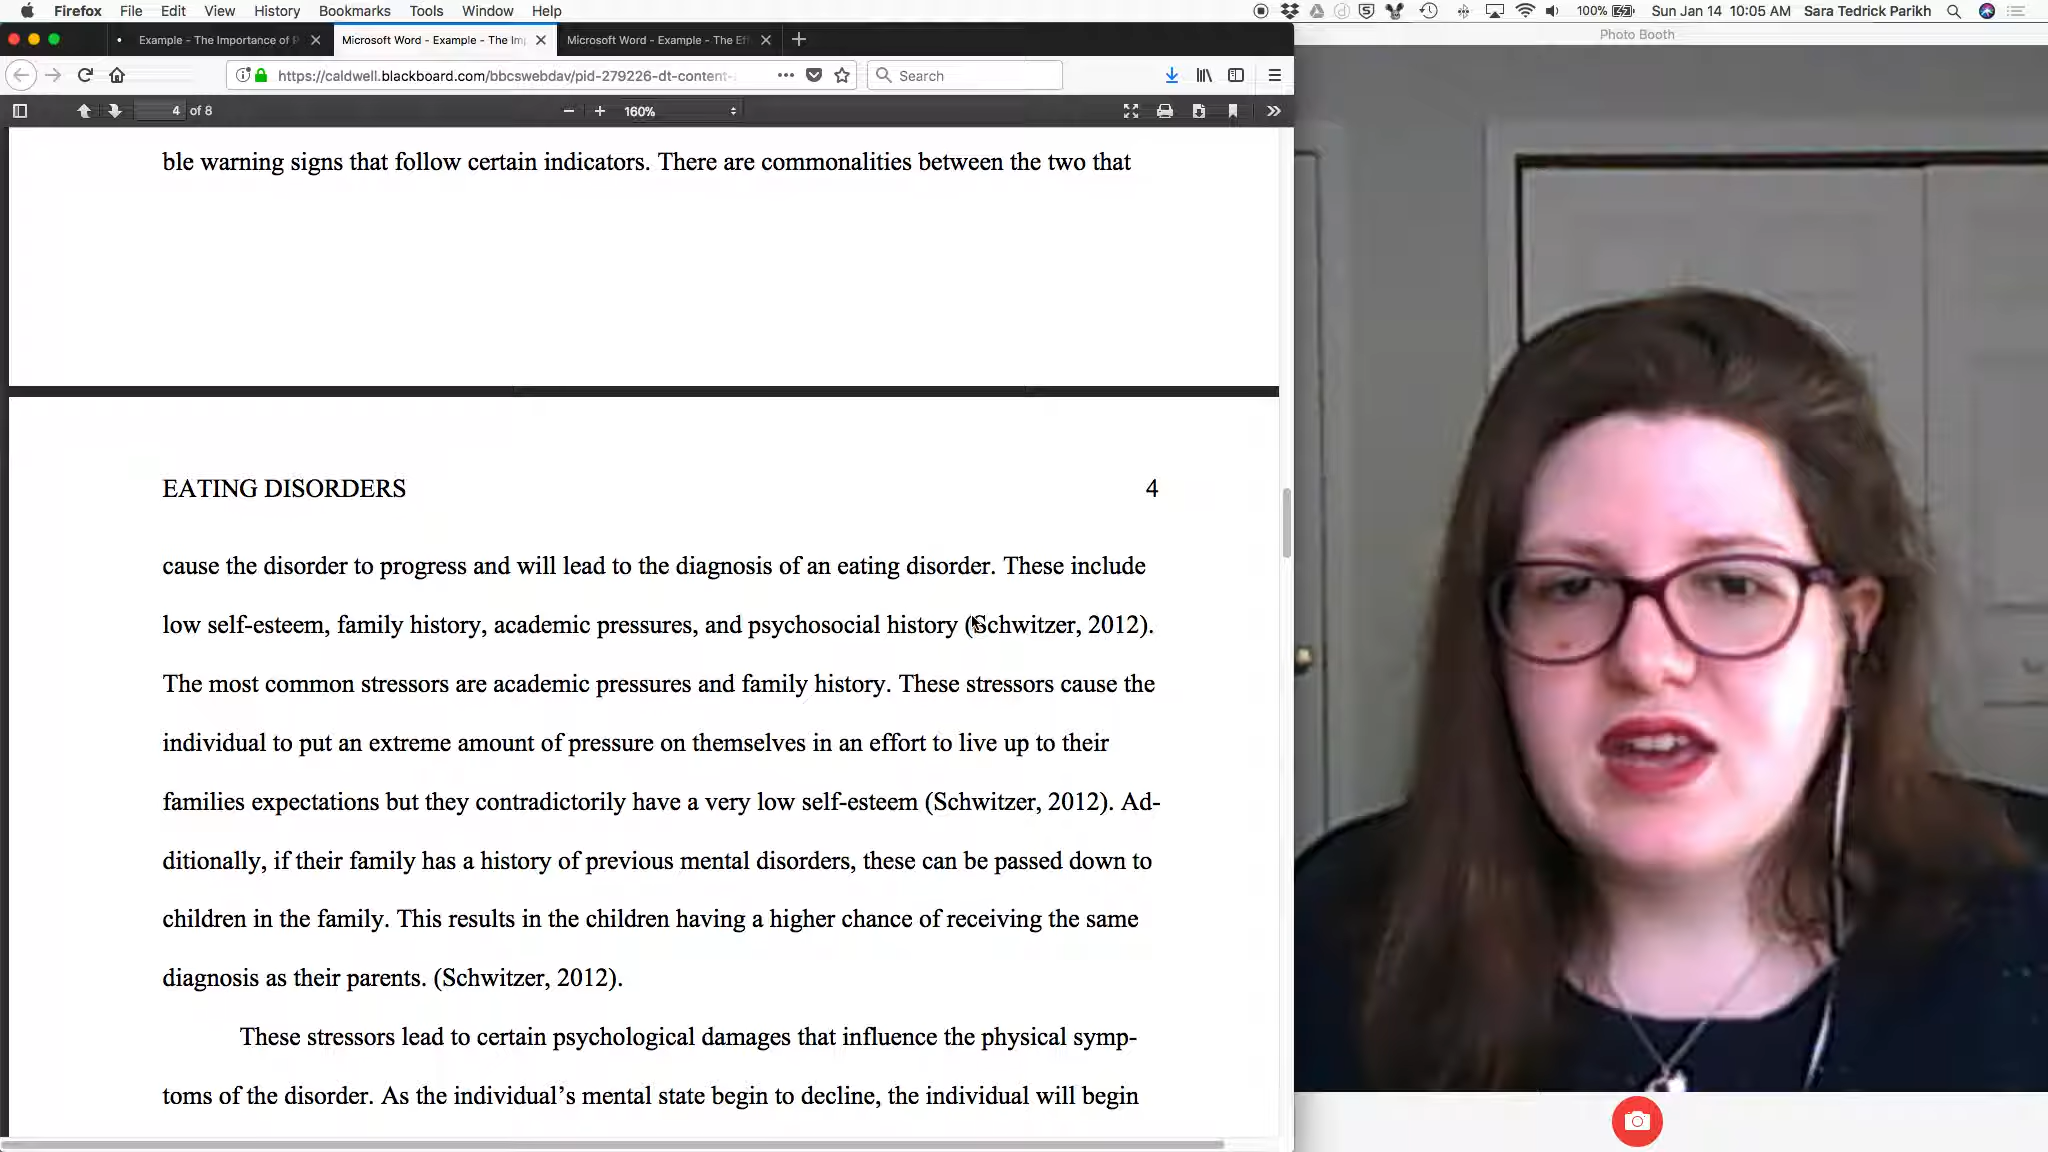 Firefox File Edit View History Bookmarks Tools Window Help 100% Sun Jan 14 10:05 AM Sara Tedrick Parikh
Photo Booth
Example - The Importance of P
Microsoft Word - Example - The Im
Microsoft Word - Example - The Ef
https://caldwell.blackboard.com/bbcswebdav/pid-279226-dt-content-
Search
4 of 8
160%
ble warning signs that follow certain indicators. There are commonalities between the two that
EATING DISORDERS 4
cause the disorder to progress and will lead to the diagnosis of an eating disorder. These include
low self-esteem, family history, academic pressures, and psychosocial history (Schwitzer, 2012).
The most common stressors are academic pressures and family history. These stressors cause the
individual to put an extreme amount of pressure on themselves in an effort to live up to their
families expectations but they contradictorily have a very low self-esteem (Schwitzer, 2012). Ad-
ditionally, if their family has a history of previous mental disorders, these can be passed down to
children in the family. This results in the children having a higher chance of receiving the same
diagnosis as their parents. (Schwitzer, 2012).
These stressors lead to certain psychological damages that influence the physical symp-
toms of the disorder. As the individual’s mental state begin to decline, the individual will begin